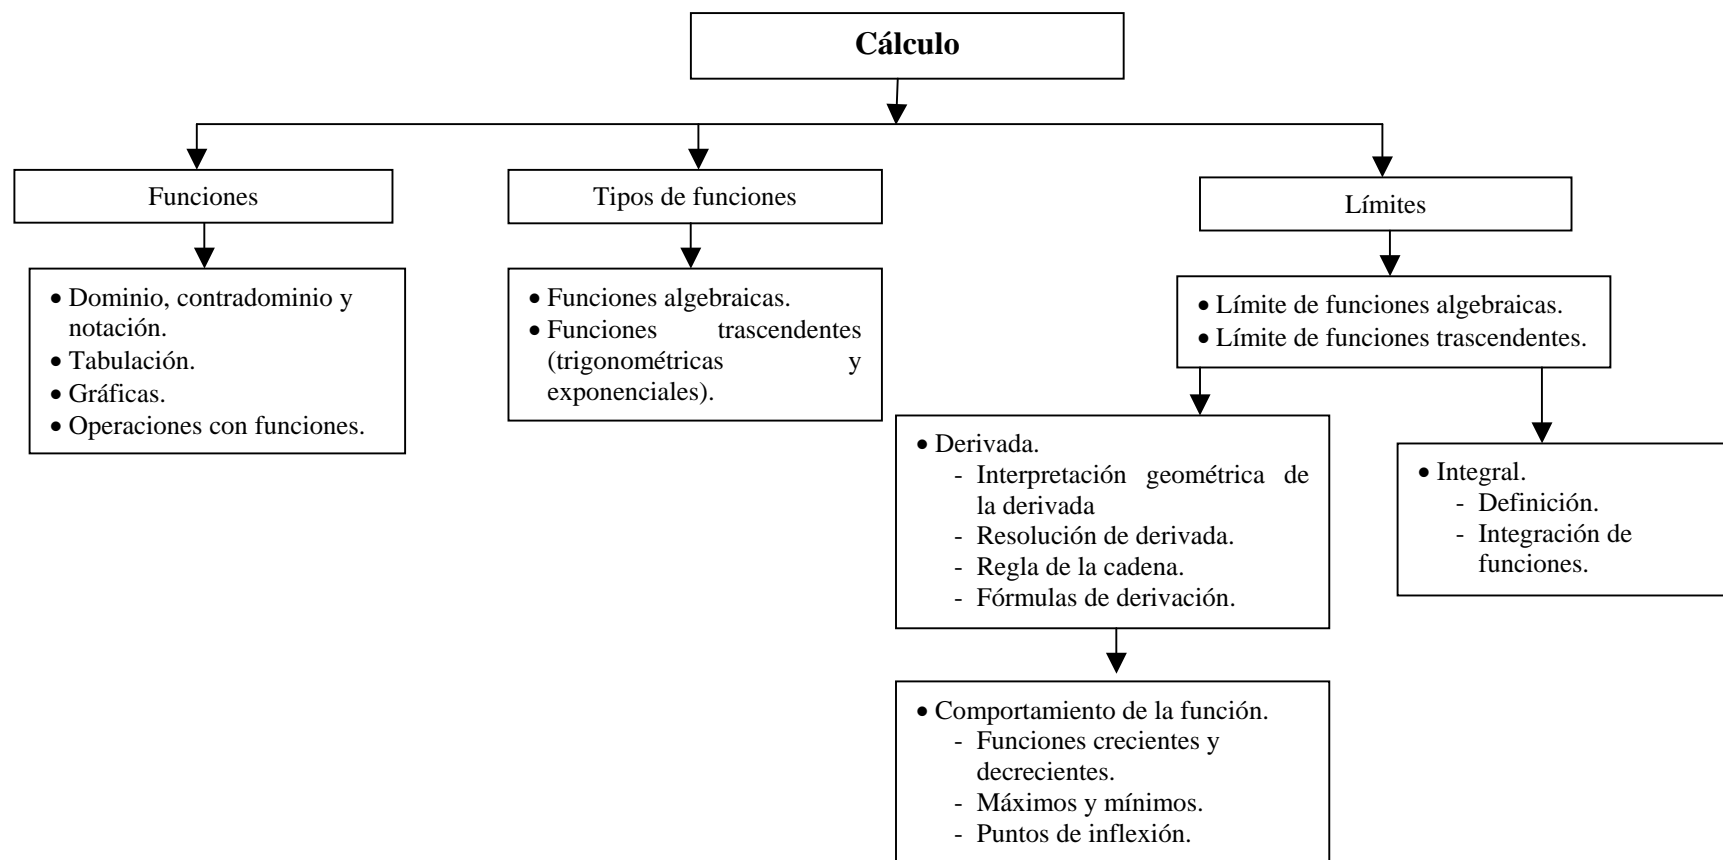 Cálculo
Funciones
Tipos de funciones
Límites
• Dominio, contradominio y
notación.
• Tabulación.
• Gráficas.
• Operaciones con funciones.
• Funciones algebraicas.
• Funciones trascendentes
(trigonométricas y
exponenciales).
• Límite de funciones algebraicas.
• Límite de funciones trascendentes.
• Derivada.
- Interpretación geométrica de
la derivada
- Resolución de derivada.
- Regla de la cadena.
- Fórmulas de derivación.
• Integral.
- Definición.
- Integración de
funciones.
• Comportamiento de la función.
- Funciones crecientes y
decrecientes.
- Máximos y mínimos.
- Puntos de inflexión.